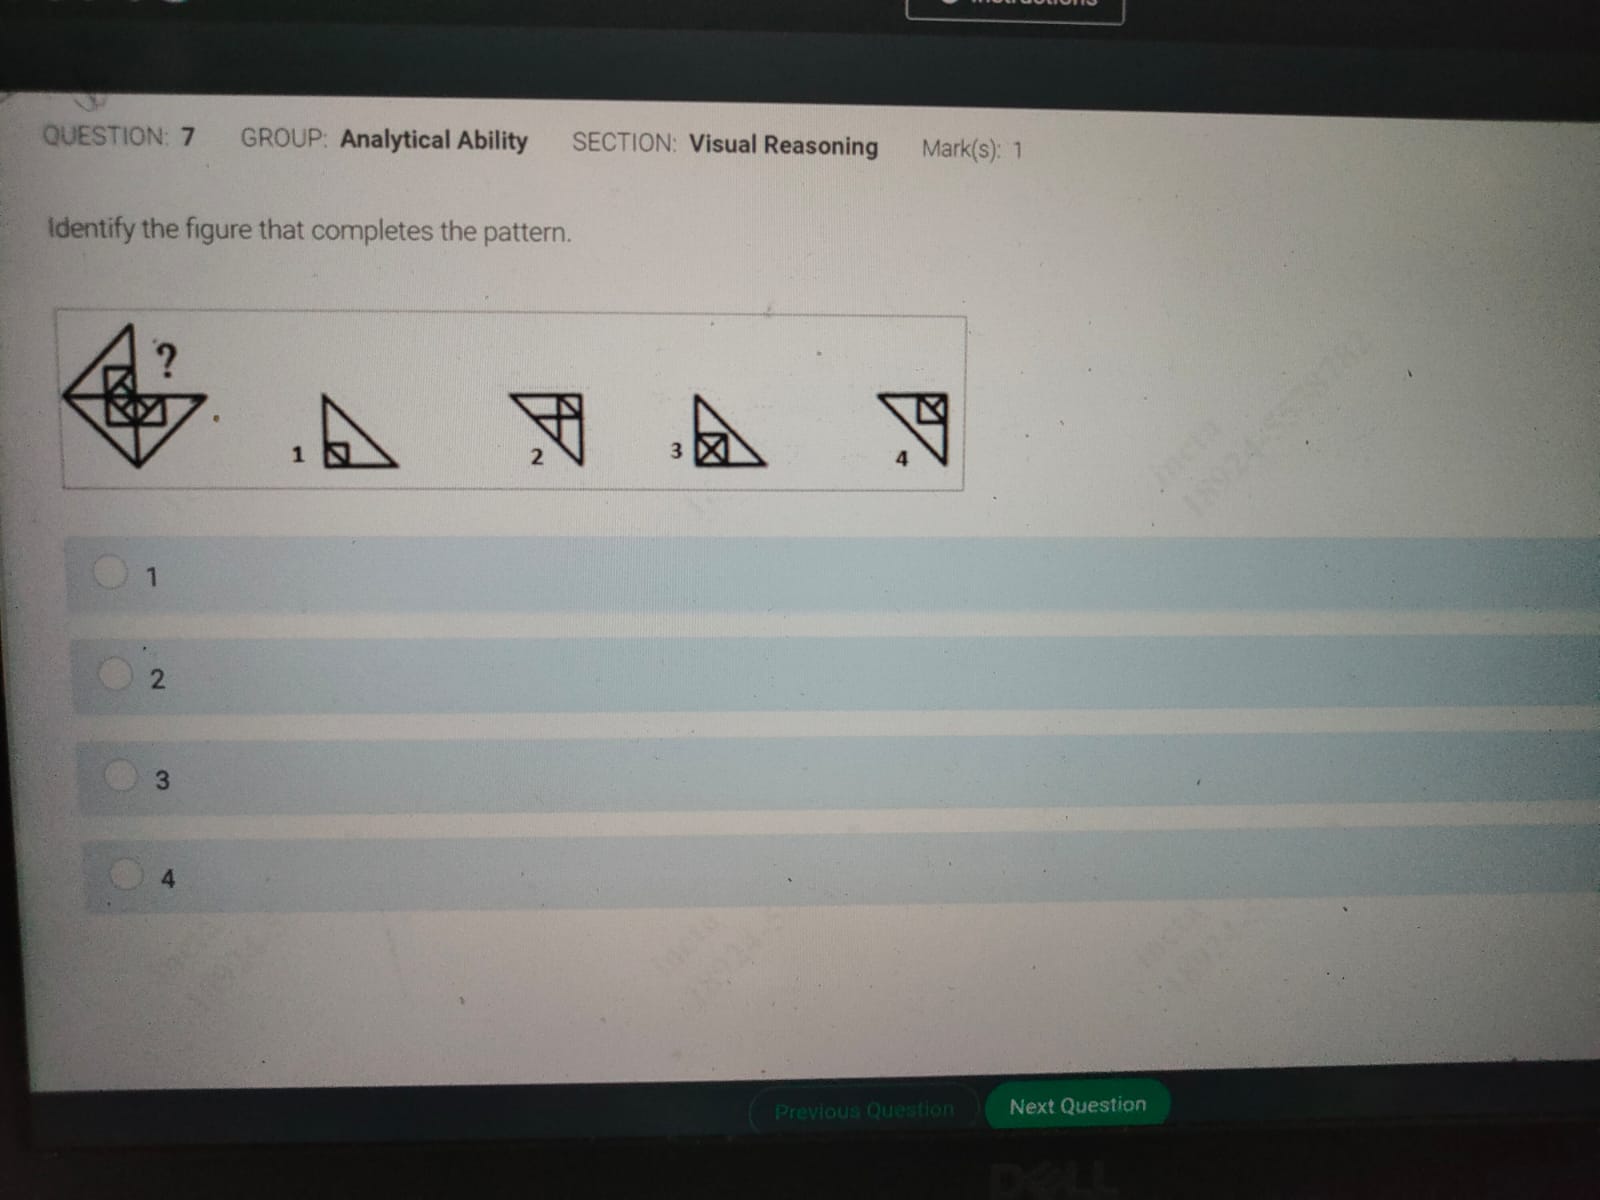 QUESTION: 7 GROUP: Analytical Ability SECTION: Visual Reasoning Mark(s): 1
Identify the figure that completes the pattern.
?
1 2 3 4
1
2
3
4
Previous Question Next Question
DELL